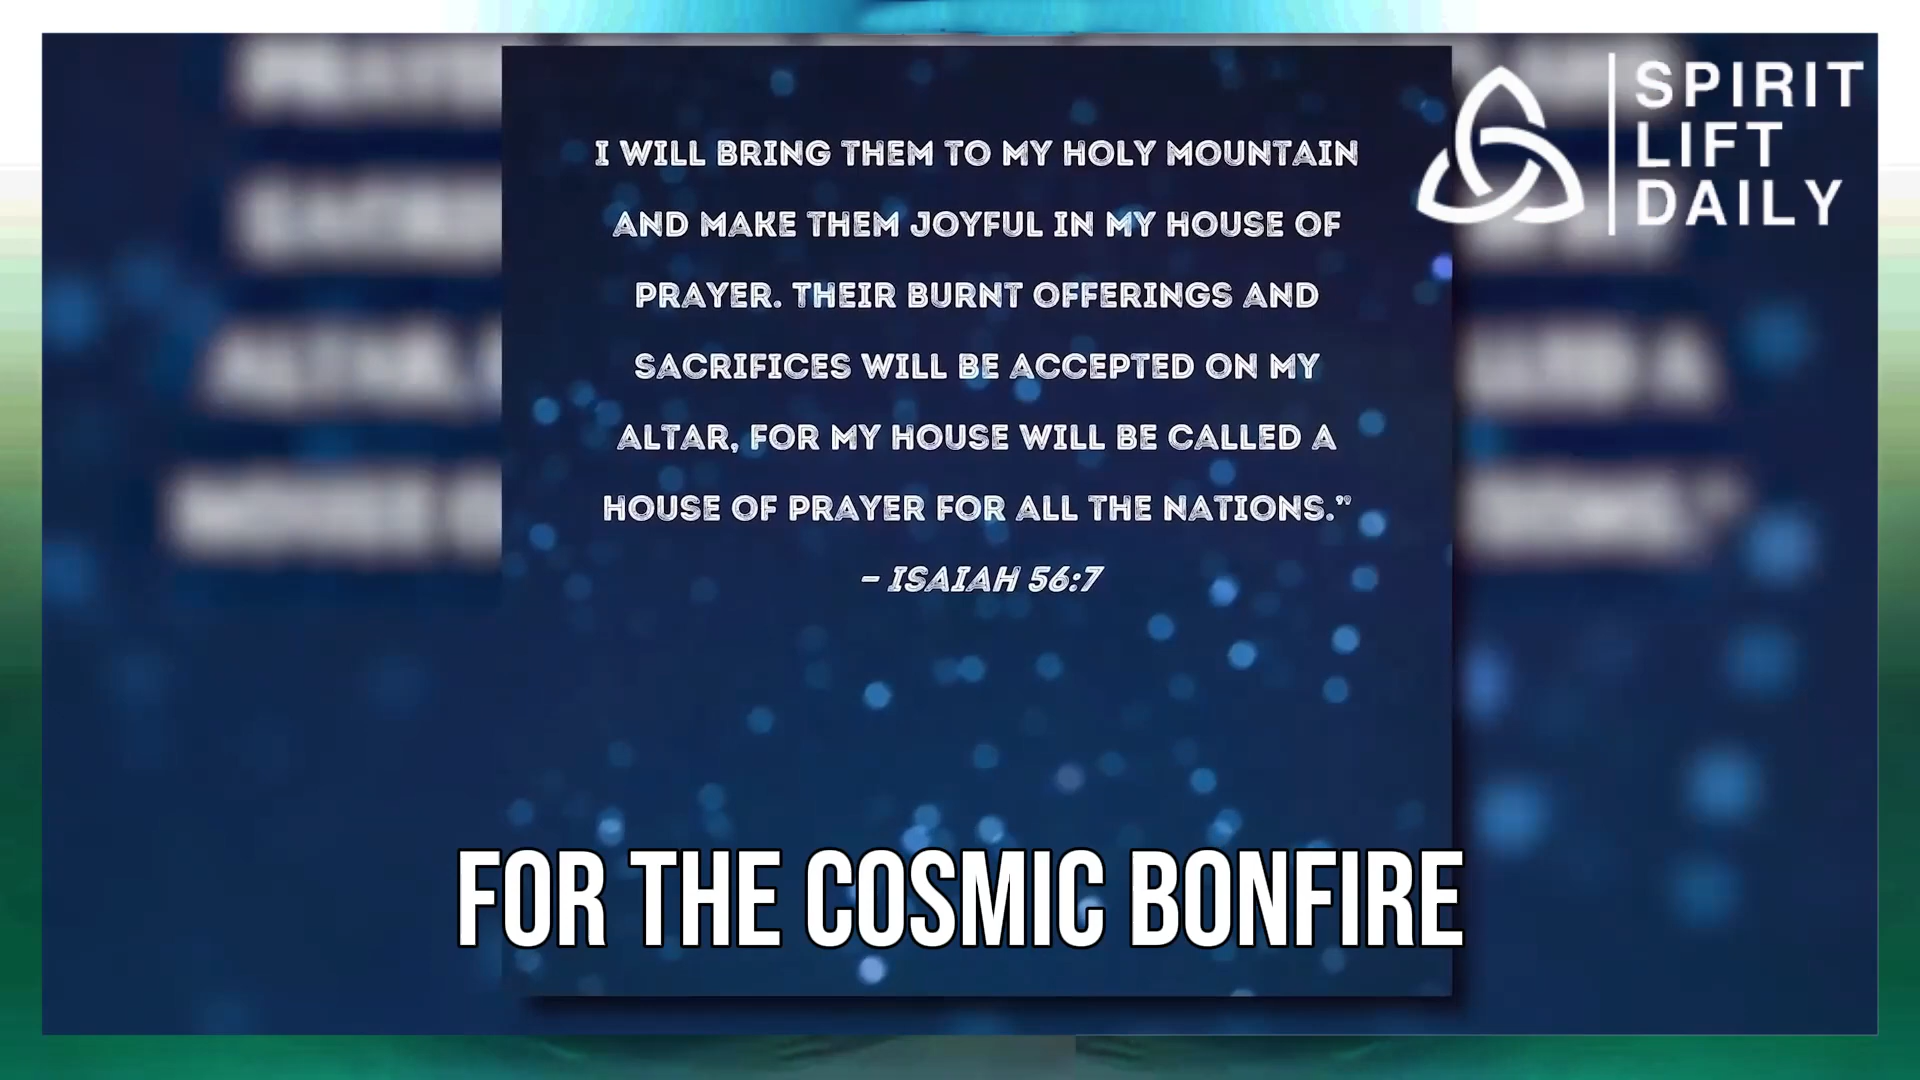 I WILL BRING THEM TO MY HOLY MOUNTAIN
AND MAKE THEM JOYFUL IN MY HOUSE OF
PRAYER. THEIR BURNT OFFERINGS AND
SACRIFICES WILL BE ACCEPTED ON MY
ALTAR, FOR MY HOUSE WILL BE CALLED A
HOUSE OF PRAYER FOR ALL THE NATIONS.”
– ISAIAH 56:7
SPIRIT
LIFT
DAILY
FOR THE COSMIC BONFIRE